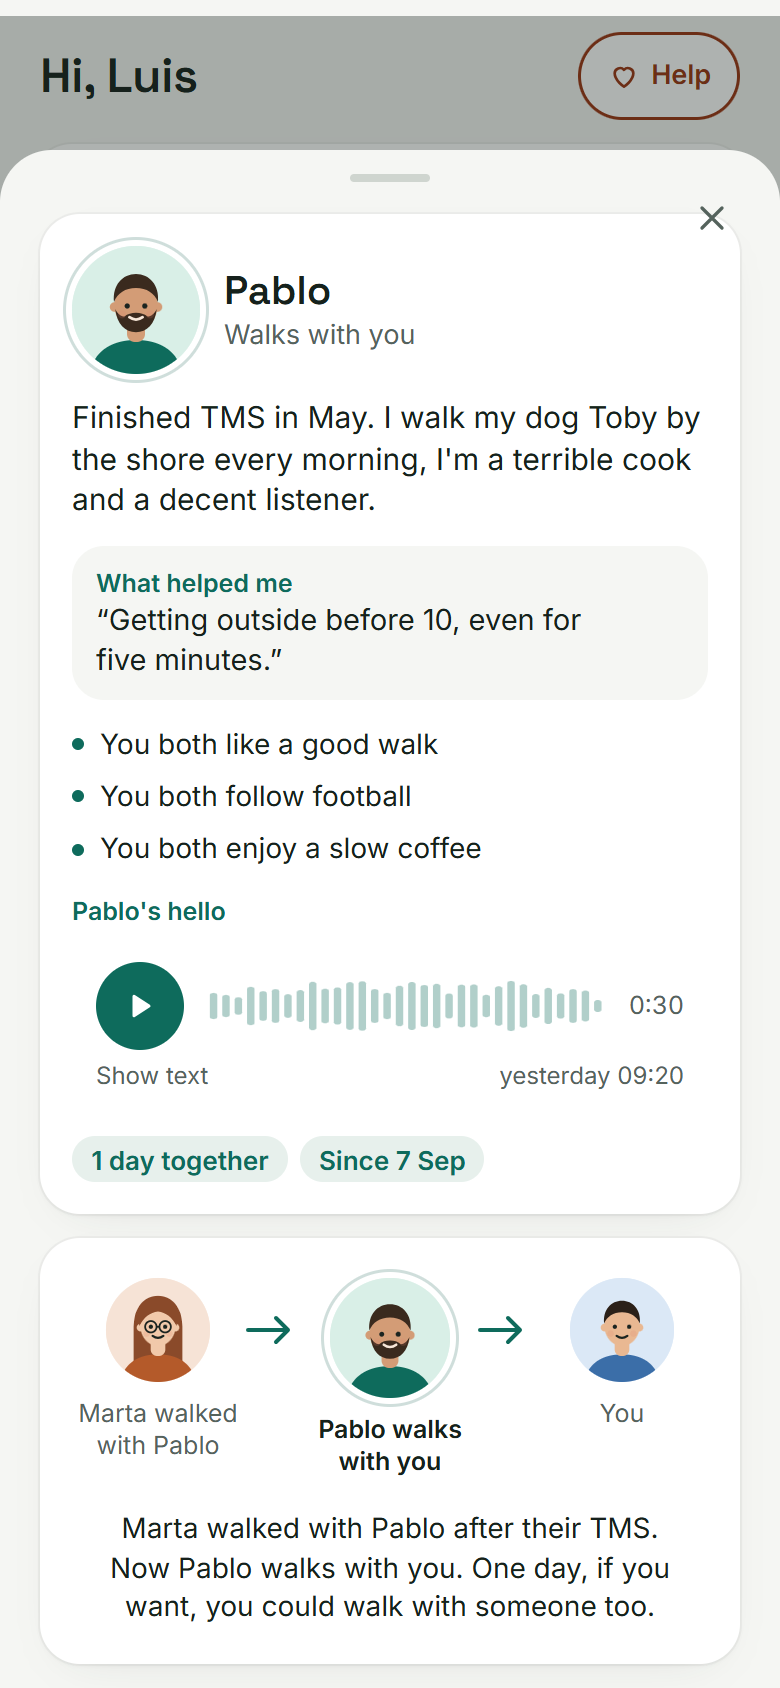 Hi, Luis
Help
Pablo
Walks with you
Finished TMS in May. I walk my dog Toby by
the shore every morning, I'm a terrible cook
and a decent listener.
What helped me
“Getting outside before 10, even for
five minutes.”
You both like a good walk
You both follow football
You both enjoy a slow coffee
Pablo's hello
0:30
Show text
yesterday 09:20
1 day together
Since 7 Sep
Marta walked
with Pablo
Pablo walks
with you
You
Marta walked with Pablo after their TMS.
Now Pablo walks with you. One day, if you
want, you could walk with someone too.